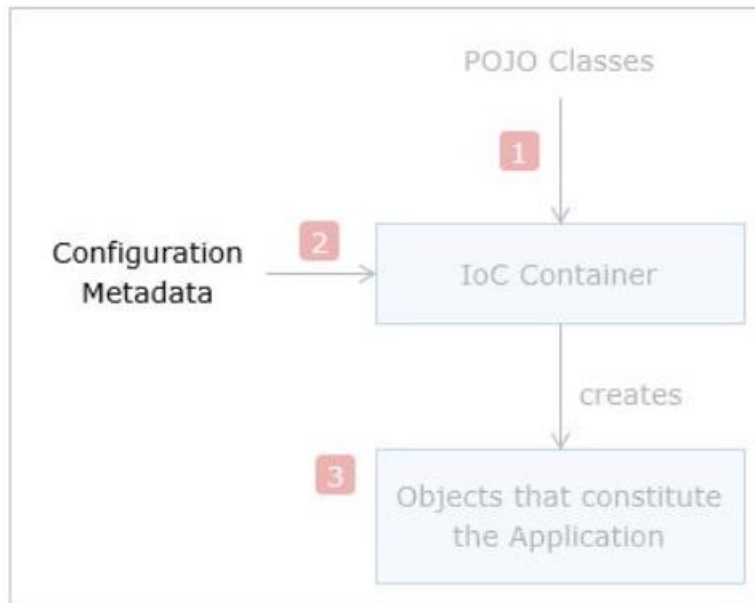 POJO Classes
1
2
Configuration
Metadata
IoC Container
creates
3
Objects that constitute
the Application